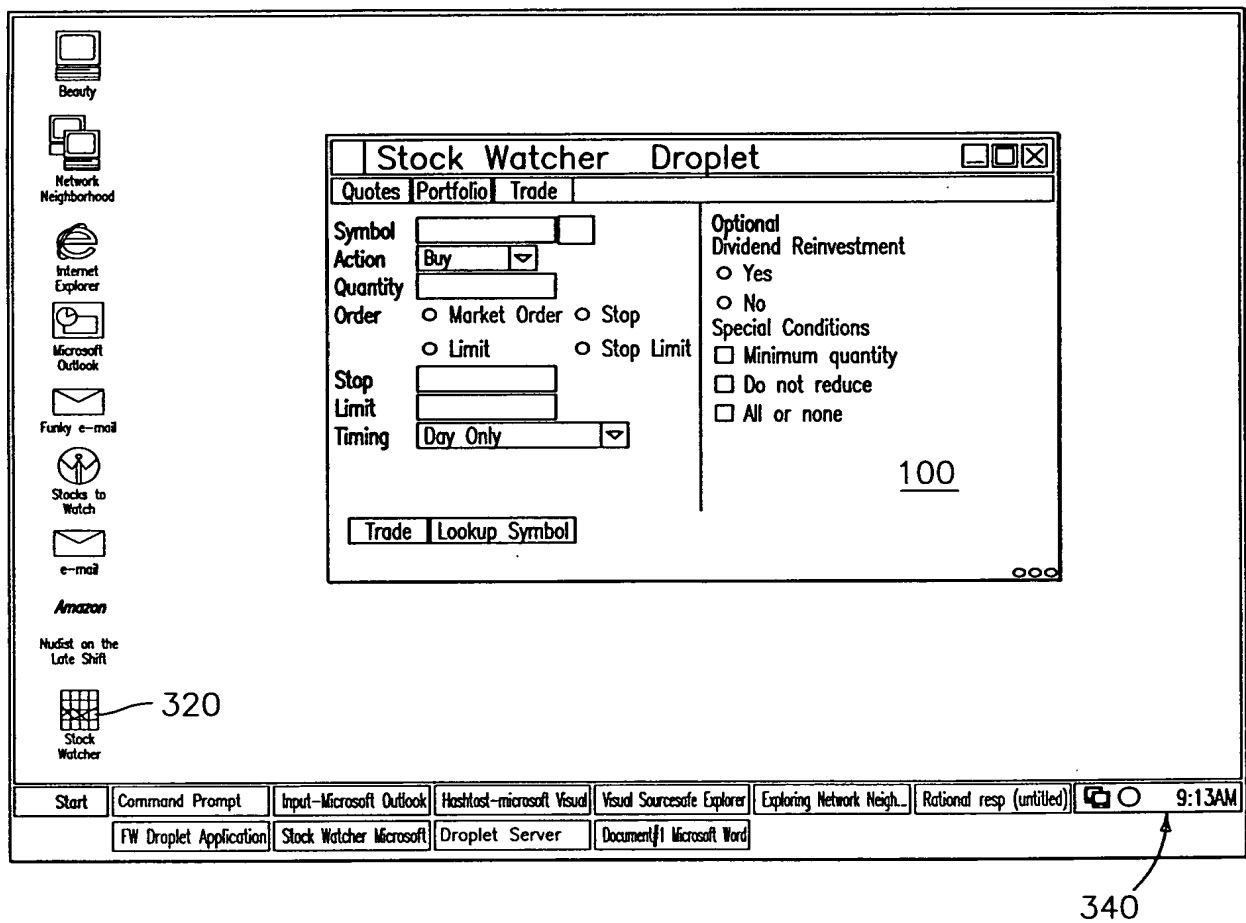 Beauty
Network
Neighborhood
Internet
Explorer
Microsoft
Outlook
Funky e-mail
Stocks to
Watch
e-mail
Amazon
Nudist on the
Late Shift
320
Stock
Watcher
Stock Watcher Droplet
Quotes Portfolio Trade
Symbol
Action Buy
Quantity
Order Market Order Stop
Limit Stop Limit
Stop
Limit
Timing Day Only
Trade Lookup Symbol
Optional
Dividend Reinvestment
Yes
No
Special Conditions
Minimum quantity
Do not reduce
All or none
100
Start Command Prompt Input-Microsoft Outlook Hashtast-microsoft Visual Visual Sourcesafe Explorer Exploring Network Neigh... Rational resp (untitled) 9:13AM
FW Droplet Application Stock Watcher Microsoft Droplet Server Document#1 Microsoft Word
340